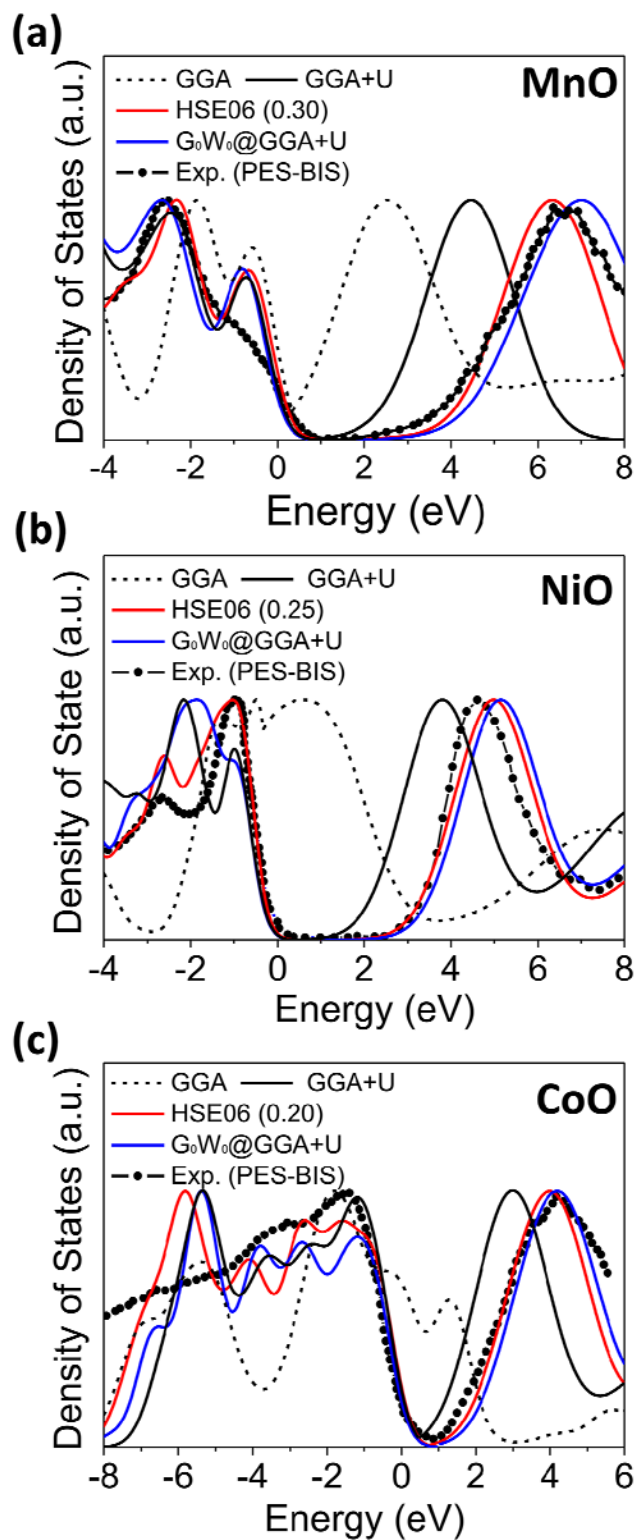 (a)
GGA GGA+U
MnO
HSE06 (0.30)
G₀W₀@GGA+U
Exp. (PES-BIS)
Density of States (a.u.)
-4 -2 0 2 4 6 8
Energy (eV)
(b)
GGA GGA+U
NiO
HSE06 (0.25)
G₀W₀@GGA+U
Exp. (PES-BIS)
Density of State (a.u.)
-4 -2 0 2 4 6 8
Energy (eV)
(c)
GGA GGA+U
CoO
HSE06 (0.20)
G₀W₀@GGA+U
Exp. (PES-BIS)
Density of States (a.u.)
-8 -6 -4 -2 0 2 4 6
Energy (eV)